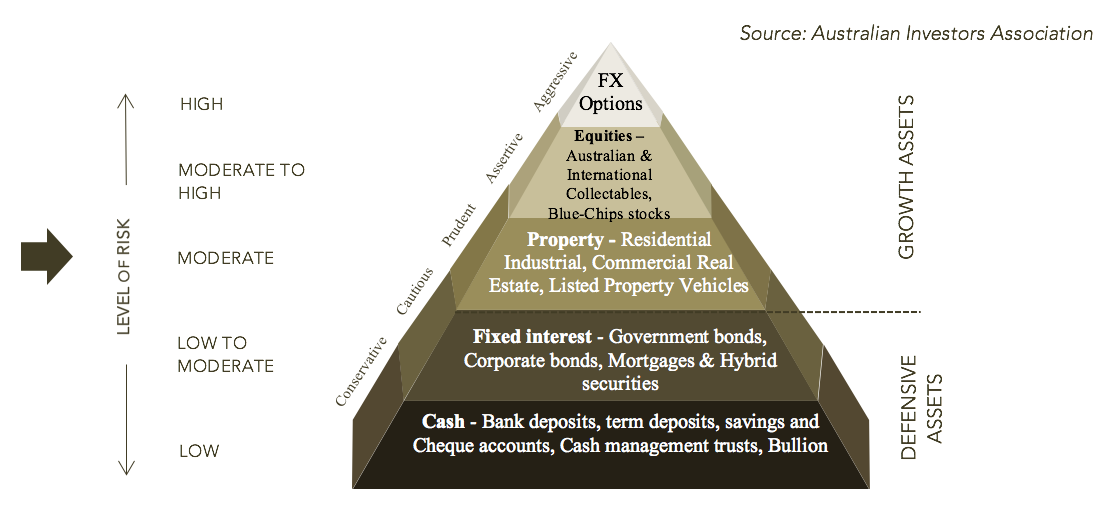 Source: Australian Investors Association
HIGH
MODERATE TO
HIGH
MODERATE
LOW TO
MODERATE
LOW
LEVEL OF RISK
Aggressive
Assertive
Prudent
Cautious
Conservative
FX
Options
Equities –
Australian &
International
Collectables,
Blue-Chips stocks
Property - Residential
Industrial, Commercial Real
Estate, Listed Property Vehicles
Fixed interest - Government bonds,
Corporate bonds, Mortgages & Hybrid
securities
Cash - Bank deposits, term deposits, savings and
Cheque accounts, Cash management trusts, Bullion
GROWTH ASSETS
DEFENSIVE
ASSETS